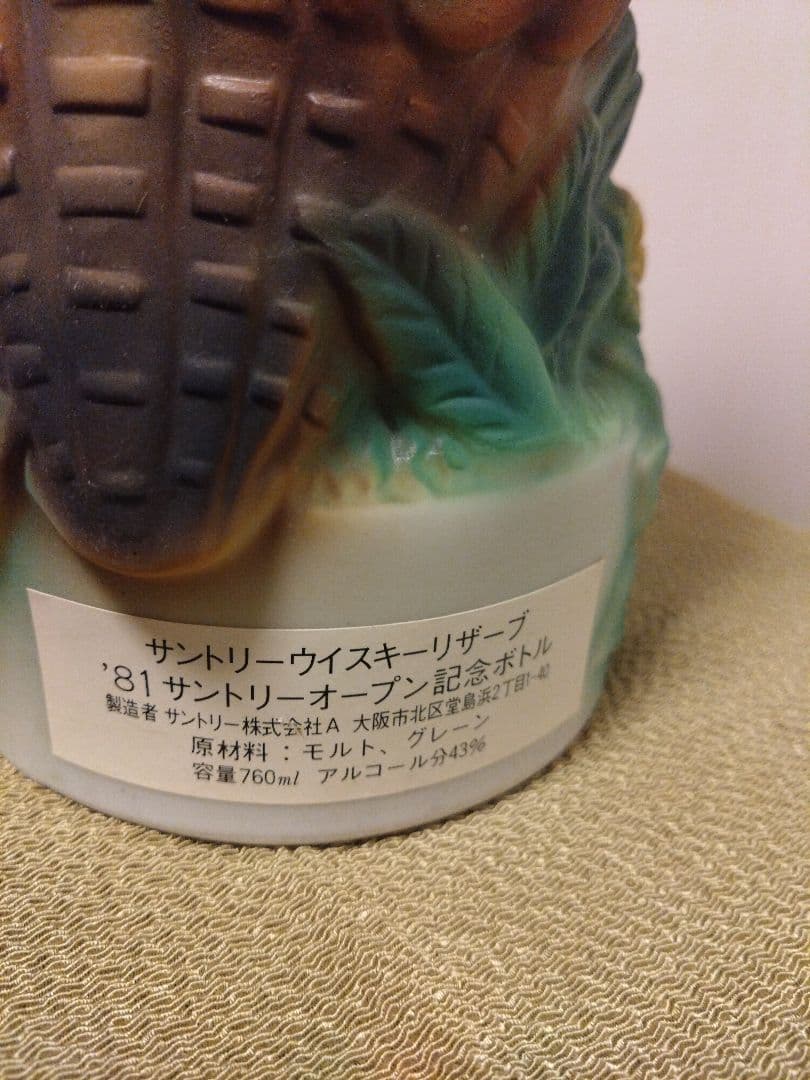 サントリーウイスキーリザーブ
'81 サントリーオープン記念ボトル
製造者 サントリー株式会社A 大阪市北区堂島浜2丁目1-40
原材料：モルト、グレーン
容量760ml アルコール分43%